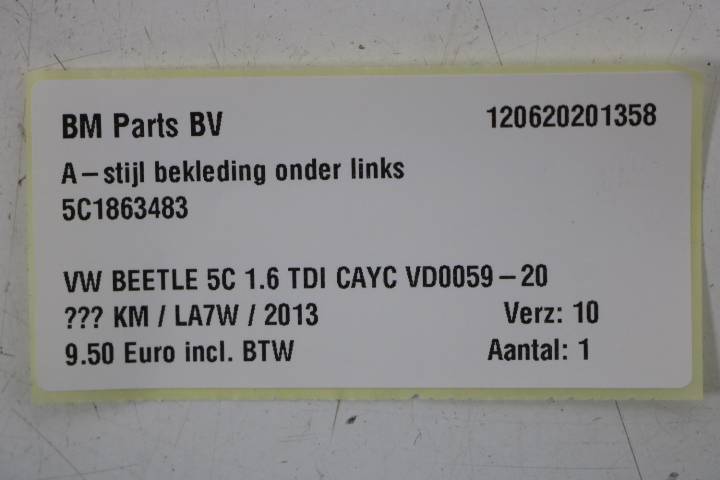 BM Parts BV 120620201358
A-stijl bekleding onder links
5C1863483
VW BEETLE 5C 1.6 TDI CAYC VD0059-20
??? KM / LA7W / 2013 Verz: 10
9.50 Euro incl. BTW Aantal: 1